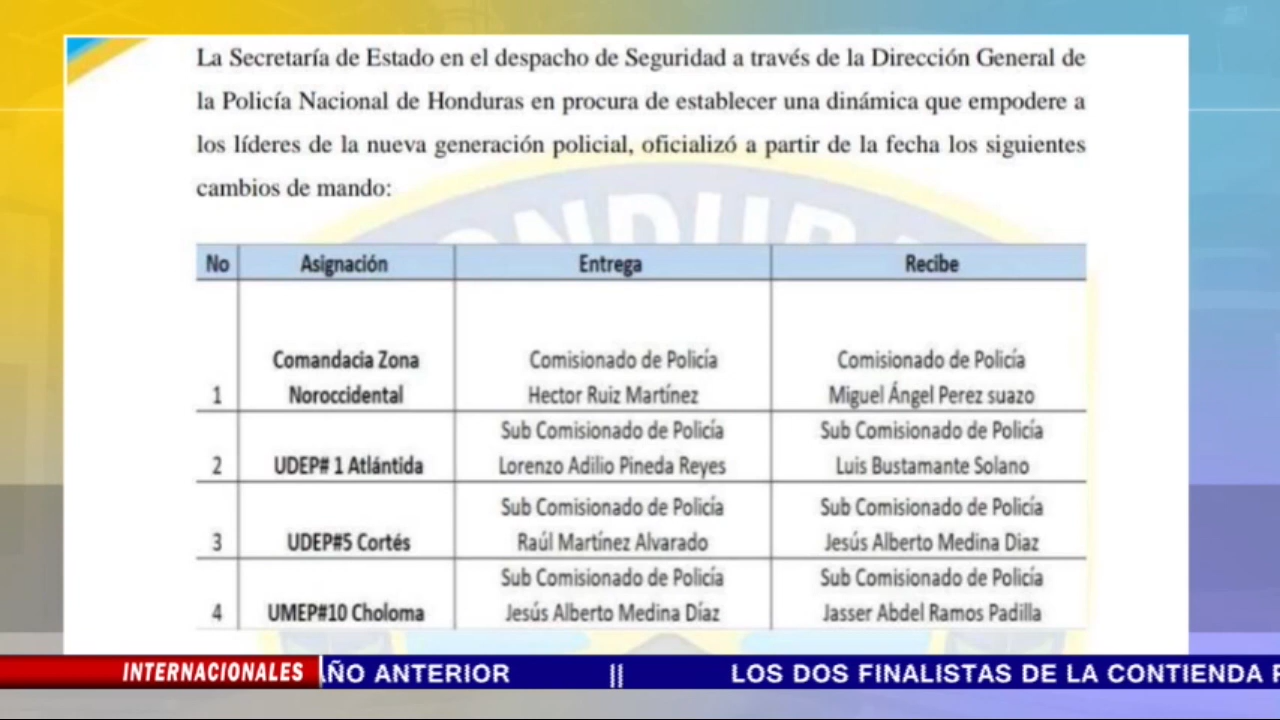 La Secretaría de Estado en el despacho de Seguridad a través de la Dirección General de
la Policía Nacional de Honduras en procura de establecer una dinámica que empodere a
los líderes de la nueva generación policial, oficializó a partir de la fecha los siguientes
cambios de mando:
No Asignación Entrega Recibe
Comandacia Zona Comisionado de Policía Comisionado de Policía
1 Noroccidental Hector Ruiz Martínez Miguel Ángel Perez suazo
Sub Comisionado de Policía Sub Comisionado de Policía
2 UDEP# 1 Atlántida Lorenzo Adilio Pineda Reyes Luis Bustamante Solano
Sub Comisionado de Policía Sub Comisionado de Policía
3 UDEP#5 Cortés Raúl Martínez Alvarado Jesús Alberto Medina Diaz
Sub Comisionado de Policía Sub Comisionado de Policía
4 UMEP#10 Choloma Jesús Alberto Medina Díaz Jasser Abdel Ramos Padilla
INTERNACIONALES AÑO ANTERIOR || LOS DOS FINALISTAS DE LA CONTIENDA